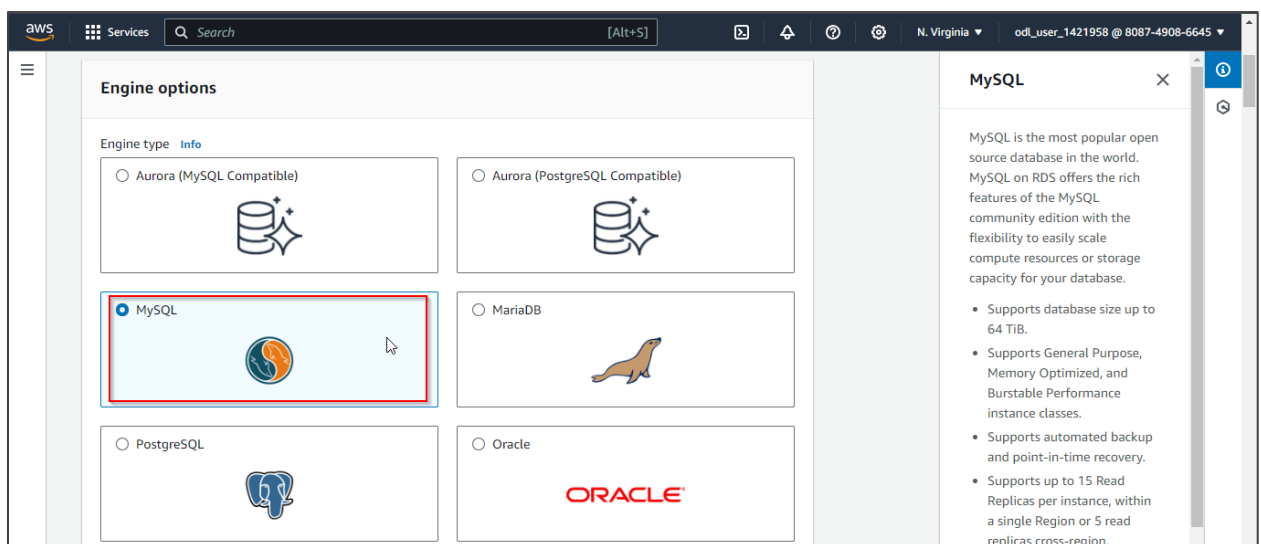 aws
Services
Search
[Alt+S]
N. Virginia
odl_user_1421958 @ 8087-4908-6645
Engine options
Engine type Info
Aurora (MySQL Compatible)
Aurora (PostgreSQL Compatible)
MySQL
MariaDB
PostgreSQL
Oracle
ORACLE
MySQL
MySQL is the most popular open
source database in the world.
MySQL on RDS offers the rich
features of the MySQL
community edition with the
flexibility to easily scale
compute resources or storage
capacity for your database.
• Supports database size up to
64 TiB.
• Supports General Purpose,
Memory Optimized, and
Burstable Performance
instance classes.
• Supports automated backup
and point-in-time recovery.
• Supports up to 15 Read
Replicas per instance, within
a single Region or 5 read
replicas cross-region.